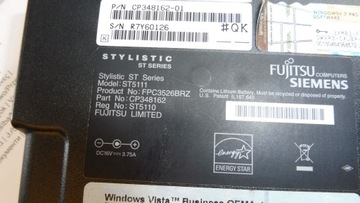 P/N CP348162-01
S/N R7Y60126
#QK
STYLISTIC
ST SERIES
Stylistic ST Series
Model: ST5111
Product No: FPC3526BRZ
Part No: CP348162
Reg No: ST5110
FUJITSU LIMITED
DC16V 3.75A
FUJITSU COMPUTERS
SIEMENS
Contains Lithium Battery. Must be recycled or disposed of properly.
ENERGY STAR
Windows Vista™ Business OEMA